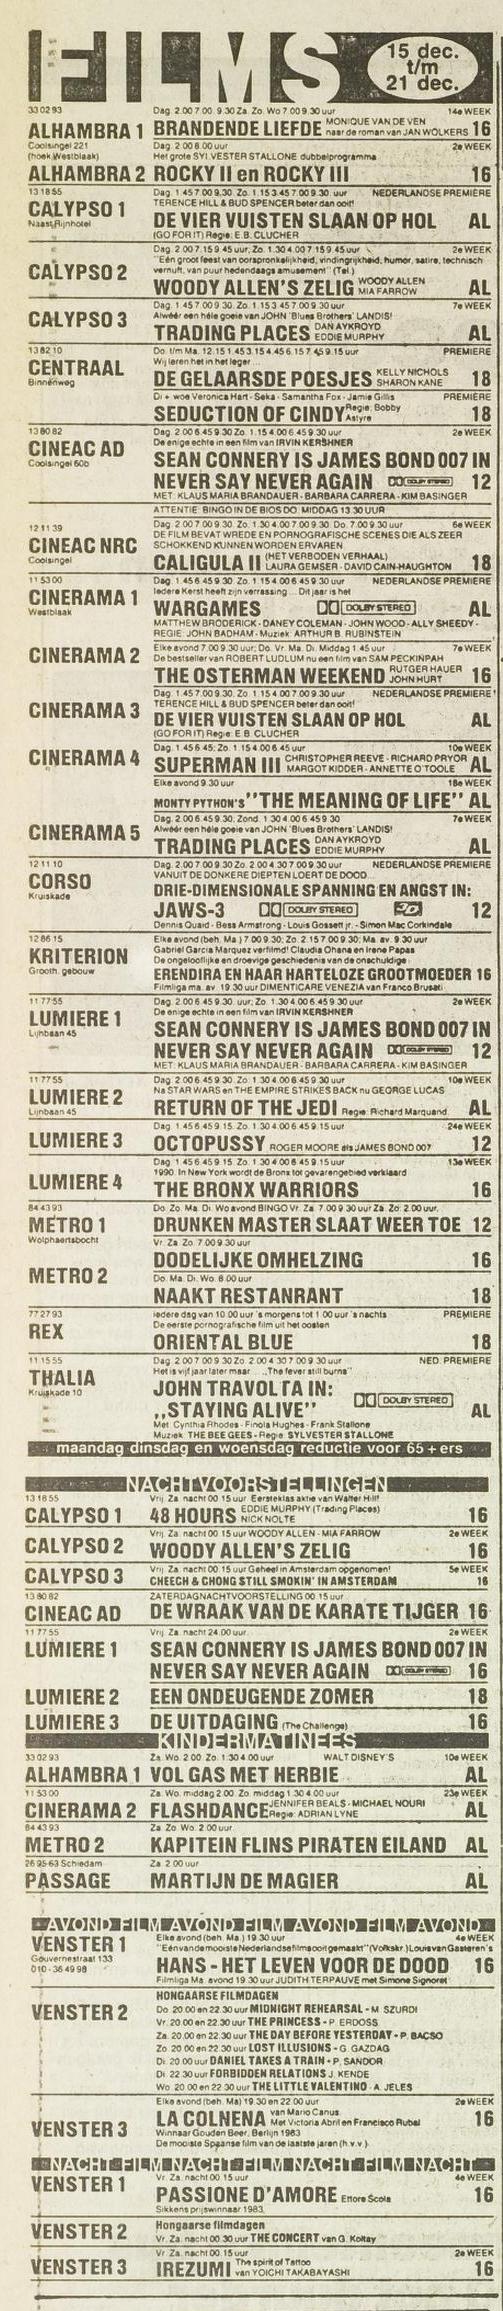 FILMS
15 dec.
t/m
21 dec.
33 02 93 Dag. 2.00 7.00 9.30 Za. Zo. Wo 7.00 9.30 uur 14e WEEK
ALHAMBRA 1 BRANDENDE LIEFDE MONIQUE VAN DE VEN naar de roman van JAN WOLKERS 16
Coolsingel 221 Dag. 2.00 8.00 uur 2e WEEK
(hoek Westblaak) Het grote SYLVESTER STALLONE dubbelprogramma
ALHAMBRA 2 ROCKY II en ROCKY III 16
13 18 55 Dag. 1.45 7.00 9.30. Zo. 1.15 3.45 7.00 9.30. uur NEDERLANDSE PREMIERE
CALYPSO 1 TERENCE HILL & BUD SPENCER beter dan ooit!
Naast Rijnhotel DE VIER VUISTEN SLAAN OP HOL AL
(GO FOR IT) Regie: E.B. CLUCHER
Dag. 2.00 7.15 9.45 uur; Zo. 1.30 4.00 7.15 9.45 uur 2e WEEK
CALYPSO 2 "Eén groot feest van oorspronkelijkheid, vindingrijkheid, humor, satire, technisch
vernuft, van puur hedendaags amusement" (Tel.)
WOODY ALLEN'S ZELIG WOODY ALLEN MIA FARROW AL
Dag. 1.45 7.00 9.30. Zo. 1.15 3.45 7.00 9.30 uur 7e WEEK
CALYPSO 3 Alwéér een hele goeie van JOHN 'Blues Brothers' LANDIS!
TRADING PLACES DAN AYKROYD EDDIE MURPHY AL
13 82 10 Do. t/m Ma. 12.15 1.45 3.15 4.45 6.15 7.45 9.15 uur PREMIERE
CENTRAAL Wij leren het in het leger ...
Binnenweg DE GELAARSDE POESJES KELLY NICHOLS SHARON KANE 18
Di + woe Veronica Hart - Seka - Samantha Fox - Jamie Gillis PREMIERE
SEDUCTION OF CINDY Regie: Bobby Astyre 18
13 80 82 Dag. 2.00 6.45 9.30 Zo. 1.15 4.00 6.45 9.30 uur 2e WEEK
CINEAC AD De enige echte in een film van IRVIN KERSHNER
Coolsingel 60b SEAN CONNERY IS JAMES BOND 007 IN
NEVER SAY NEVER AGAIN DOLBY STEREO 12
MET: KLAUS MARIA BRANDAUER - BARBARA CARRERA - KIM BASINGER
ATTENTIE: BINGO IN DE BIOS DO. MIDDAG 13.30 UUR
12 11 39 Dag. 2.00 7.00 9.30. Zo. 1.30 4.00 7.00 9.30. Do. 7.00 9.30 uur 6e WEEK
CINEAC NRC DE FILM BEVAT WREDE EN PORNOGRAFISCHE SCENES DIE ALS ZEER
Coolsingel SCHOKKEND KUNNEN WORDEN ERVAREN
CALIGULA II (HET VERBODEN VERHAAL) LAURA GEMSER - DAVID CAIN-HAUGHTON 18
11 53 00 Dag. 1.45 6.45 9.30. Zo. 1.15 4.00 6.45 9.30 uur NEDERLANDSE PREMIERE
CINERAMA 1 Iedere Kerst heeft zijn verrassing ... Dit jaar is het
Westblaak WARGAMES DOLBY STEREO AL
MATTHEW BRODERICK - DANEY COLEMAN - JOHN WOOD - ALLY SHEEDY -
REGIE: JOHN BADHAM - Muziek: ARTHUR B. RUBINSTEIN
Elke avond 7.00 9.30 uur; Do. Vr. Ma. Di. Middag 1.45 uur 7e WEEK
CINERAMA 2 De bestseller van ROBERT LUDLUM nu een film van SAM PECKINPAH
THE OSTERMAN WEEKEND RUTGER HAUER JOHN HURT 16
Dag. 1.45 7.00 9.30 uur. Zo. 1.15 4.00 7.00 9.30 uur NEDERLANDSE PREMIERE!
CINERAMA 3 TERENCE HILL & BUD SPENCER beter dan ooit!
DE VIER VUISTEN SLAAN OP HOL AL
(GO FOR IT) Regie: E.B. CLUCHER
Dag. 1.45 6.45; Zo. 1.15 4.00 6.45 uur 10e WEEK
CINERAMA 4 SUPERMAN III CHRISTOPHER REEVE - RICHARD PRYOR MARGOT KIDDER - ANNETTE O'TOOLE AL
Elke avond 9.30 uur 18e WEEK
MONTY PYTHON'S "THE MEANING OF LIFE" AL
Dag. 2.00 6.45 9.30; Zond. 1.30 4.00 6.45 9.30 7e WEEK
CINERAMA 5 Alwéér een hele goeie van JOHN 'Blues Brothers' LANDIS!
TRADING PLACES DAN AYKROYD EDDIE MURPHY AL
12 11 10 Dag. 2.00 7.00 9.30 Zo. 2.00 4.30 7.00 9.30 uur NEDERLANDSE PREMIERE
CORSO VANUIT DE DONKERE DIEPTEN LOERT DE DOOD....
Kruiskade DRIE-DIMENSIONALE SPANNING EN ANGST IN:
JAWS-3 DOLBY STEREO 3D 12
Dennis Quaid - Bess Armstrong - Louis Gossett jr. - Simon Mac Corkindale
12 86 15 Elke avond (beh. Ma.) 7.00 9.30; Zo. 2.15 7.00 9.30; Ma. av. 9.30 uur
KRITERION Gabriel Garcia Marquez verfilmd! Claudia Ohana en Irene Papas
Grooth. gebouw De ongelooflijke en droevige geschiedenis van de onschuldige
ERENDIRA EN HAAR HARTELOZE GROOTMOEDER 16
Filmliga ma. av. 19.30 uur DIMENTICARE VENEZIA van Franco Brusati
11 77 55 Dag. 2.00 6.45 9.30. uur; Zo. 1.30 4.00 6.45 9.30 uur 2e WEEK
LUMIERE 1 De enige echte in een film van IRVIN KERSHNER
Lijnbaan 45 SEAN CONNERY IS JAMES BOND 007 IN
NEVER SAY NEVER AGAIN DOLBY STEREO 12
MET: KLAUS MARIA BRANDAUER - BARBARA CARRERA - KIM BASINGER
11 77 55 Dag. 2.00 6.45 9.30; Zo. 1.30 4.00 6.45 9.30 uur 10e WEEK
LUMIERE 2 Na STAR WARS en THE EMPIRE STRIKES BACK nu GEORGE LUCAS
Lijnbaan 45 RETURN OF THE JEDI Regie: Richard Marquand. AL
Dag. 1.45 6.45 9.15. Zo. 1.30 4.00 6.45 9.15 uur 24e WEEK
LUMIERE 3 OCTOPUSSY ROGER MOORE als JAMES BOND 007 12
Dag. 1.45 6.45 9.15. Zo. 1.30 4.00 6.45 9.15 uur 13e WEEK
LUMIERE 4 1990. In New York wordt de Bronx tot gevarengebied verklaard
THE BRONX WARRIORS 16
84 43 93 Do. Zo. Ma. Di. Wo avond BINGO Vr. Za. 7.00 9.30 uur Za. Zo. 2.00 uur.
METRO 1 DRUNKEN MASTER SLAAT WEER TOE 12
Wolphaertsbocht Vr. Za. Zo. 7.00 9.30 uur
DODELIJKE OMHELZING 16
METRO 2 Do. Ma. Di. Wo. 8.00 uur
NAAKT RESTANRANT 18
77 27 93 Iedere dag van 10.00 uur 's morgens tot 1.00 uur 's nachts PREMIERE
REX De eerste pornografische film uit het oosten
ORIENTAL BLUE 18
11 15 55 Dag. 2.00 7.00 9.30 Zo. 2.00 4.30 7.00 9.30 uur NED. PREMIERE
THALIA Het is vijf jaar later maar ... „The fever still burns"
Kruiskade 10 JOHN TRAVOLTA IN: DOLBY STEREO
„STAYING ALIVE" AL
Met: Cynthia Rhodes - Finola Hughes - Frank Stallone
Muziek: THE BEE GEES - Regie: SYLVESTER STALLONE
maandag dinsdag en woensdag reductie voor 65+ers
NACHTVOORSTELLINGEN
13 18 55 Vrij. Za. nacht 00.15 uur Eersteklas aktie van Walter Hill!
CALYPSO 1 48 HOURS EDDIE MURPHY (Trading Places) NICK NOLTE 16
Vrij. Za. nacht 00.15 uur WOODY ALLEN - MIA FARROW 2e WEEK
CALYPSO 2 WOODY ALLEN'S ZELIG 16
Vrij. Za. nacht 00.15 uur Geheel in Amsterdam opgenomen! 5e WEEK
CALYPSO 3 CHEECH & CHONG STILL SMOKIN' IN AMSTERDAM 16
13 80 82 ZATERDAGNACHTVOORSTELLING 00.15 uur
CINEAC AD DE WRAAK VAN DE KARATE TIJGER 16
11 77 55 Vrij. Za. nacht 24.00 uur. 2e WEEK
LUMIERE 1 SEAN CONNERY IS JAMES BOND 007 IN
NEVER SAY NEVER AGAIN DOLBY STEREO 16
LUMIERE 2 EEN ONDEUGENDE ZOMER 18
LUMIERE 3 DE UITDAGING (The Challenge) 16
KINDERMATINEES
33 02 93 Za. Wo. 2.00. Zo. 1.30 4.00 uur WALT DISNEY'S 10e WEEK
ALHAMBRA 1 VOL GAS MET HERBIE AL
11 53 00 Za. Wo. middag 2.00. Zo. middag 1.30 4.00 uur 23e WEEK
CINERAMA 2 FLASHDANCE JENNIFER BEALS - MICHAEL NOURI Regie: ADRIAN LYNE AL
84 43 93 Za. Zo. Wo. 2.00 uur
METRO 2 KAPITEIN FLINS PIRATEN EILAND AL
26 95 63 Schiedam Za. 2.00 uur
PASSAGE MARTIJN DE MAGIER AL
AVOND FILM AVOND FILM AVOND FILM AVOND
VENSTER 1 Elke avond (beh. Ma.) 19.30 uur 4e WEEK
Gouvernestraat 133 "Eén van de mooiste Nederlandse films ooit gemaakt" (Volkskr.) Louis van Gasteren's
010 - 36 49 98 HANS - HET LEVEN VOOR DE DOOD 16
Filmliga Ma. avond 19.30 uur JUDITH TERPAUVE met Simone Signoret
HONGAARSE FILMDAGEN
VENSTER 2 Do. 20.00 en 22.30 uur MIDNIGHT REHEARSAL - M. SZURDI
Vr. 20.00 en 22.30 uur THE PRINCESS - P. ERDOSS
Za. 20.00 en 22.30 uur THE DAY BEFORE YESTERDAY - P. BACSO
Zo. 20.00 en 22.30 uur LOST ILLUSIONS - G. GAZDAG
Di. 20.00 uur DANIEL TAKES A TRAIN - P. SANDOR
Di. 22.30 uur FORBIDDEN RELATIONS J. KENDE
Wo. 20.00 en 22.30 uur THE LITTLE VALENTINO - A. JELES
Elke avond (beh. Ma) 19.30 en 22.00 uur 2e WEEK
VENSTER 3 LA COLNENA van Mario Canus Met Victoria Abril en Francisco Rubal 16
Winnaar Gouden Beer, Berlijn 1983
De mooiste Spaanse film van de laatste jaren (h.v.v.)
NACHT FILM NACHT FILM NACHT FILM NACHT
VENSTER 1 Vr. Za. nacht 00.15 uur 4e WEEK
PASSIONE D'AMORE Ettore Scola 16
Sikkens prijswinnaar 1983.
VENSTER 2 Hongaarse filmdagen
Vr. Za. nacht 00.30 uur THE CONCERT van G. Koltay
Vr. Za. nacht 00.15 uur 2e WEEK
VENSTER 3 IREZUMI The spirit of Tattoo van YOICHI TAKABAYASHI 16